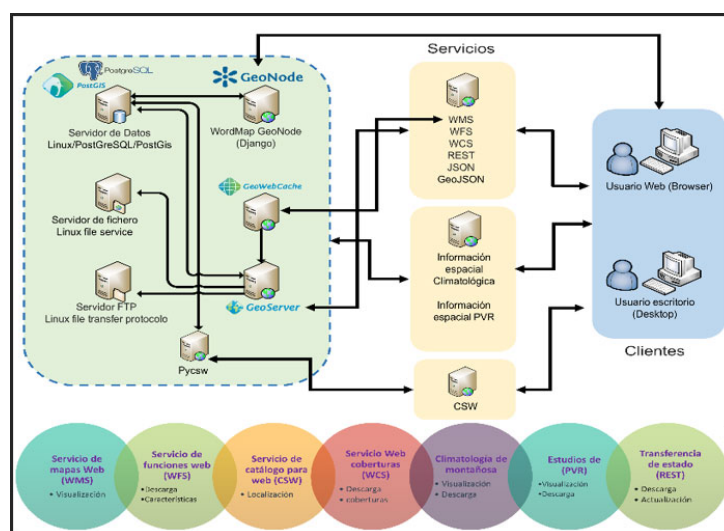 PostgreSQL
PostGIS
GeoNode
Servidor de Datos
Linux/PostGreSQL/PostGis
WordMap GeoNode
(Django)
GeoWebCache
Servidor de fichero
Linux file service
Servidor FTP
Linux file transfer protocolo
GeoServer
Pycsw
Servicios
WMS
WFS
WCS
REST
JSON
GeoJSON
Información
espacial
Climatológica
Información
espacial PVR
CSW
Usuario Web (Browser)
Usuario escritorio
(Desktop)
Clientes
Servicio de
mapas Web
(WMS)
• Visualización
Servicio de
funciones web
(WFS)
•Descarga
•Características
Servicio de
catálogo para
web (CSW)
• Localización
Servicio Web
coberturas
(WCS)
• Descarga
• coberturas
Climatología de
montañosa
• Visualización
• Descarga
Estudios de
(PVR)
•Visualización
•Descarga
Transferencia
de estado
(REST)
• Descarga
• Actualización